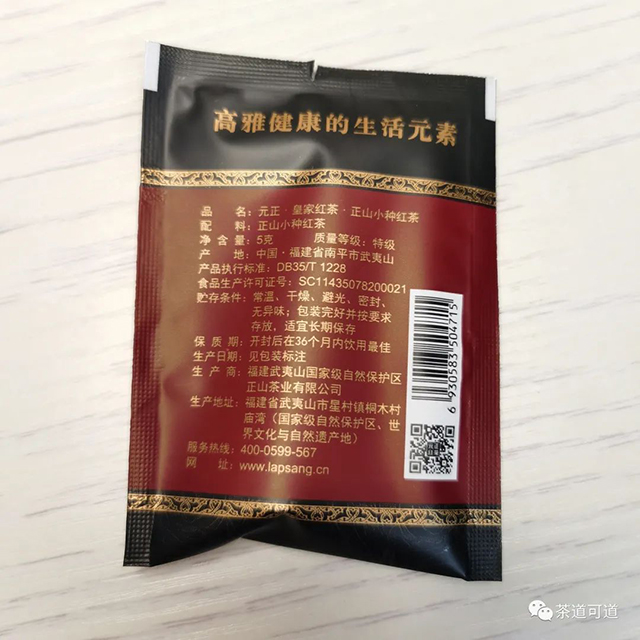 高雅健康的生活元素
品 名：元正·皇家红茶·正山小种红茶
配 料：正山小种红茶
净 含 量：5克 质量等级：特级
产 地：中国·福建省南平市武夷山
产品执行标准：DB35/T 1228
食品生产许可证号：SC11435078200021
贮存条件：常温、干燥、避光、密封、
无异味；包装完好并按要求
存放，适宜长期保存
保 质 期：开封后在36个月内饮用最佳
生产日期：见包装标注
生 产 商：福建武夷山国家级自然保护区
正山茶业有限公司
生产地址：福建省武夷山市星村镇桐木村
庙湾（国家级自然保护区、世
界文化与自然遗产地）
服务热线：400-0599-567
网 址：www.lapsang.cn
6 930583 504715
茶道可道